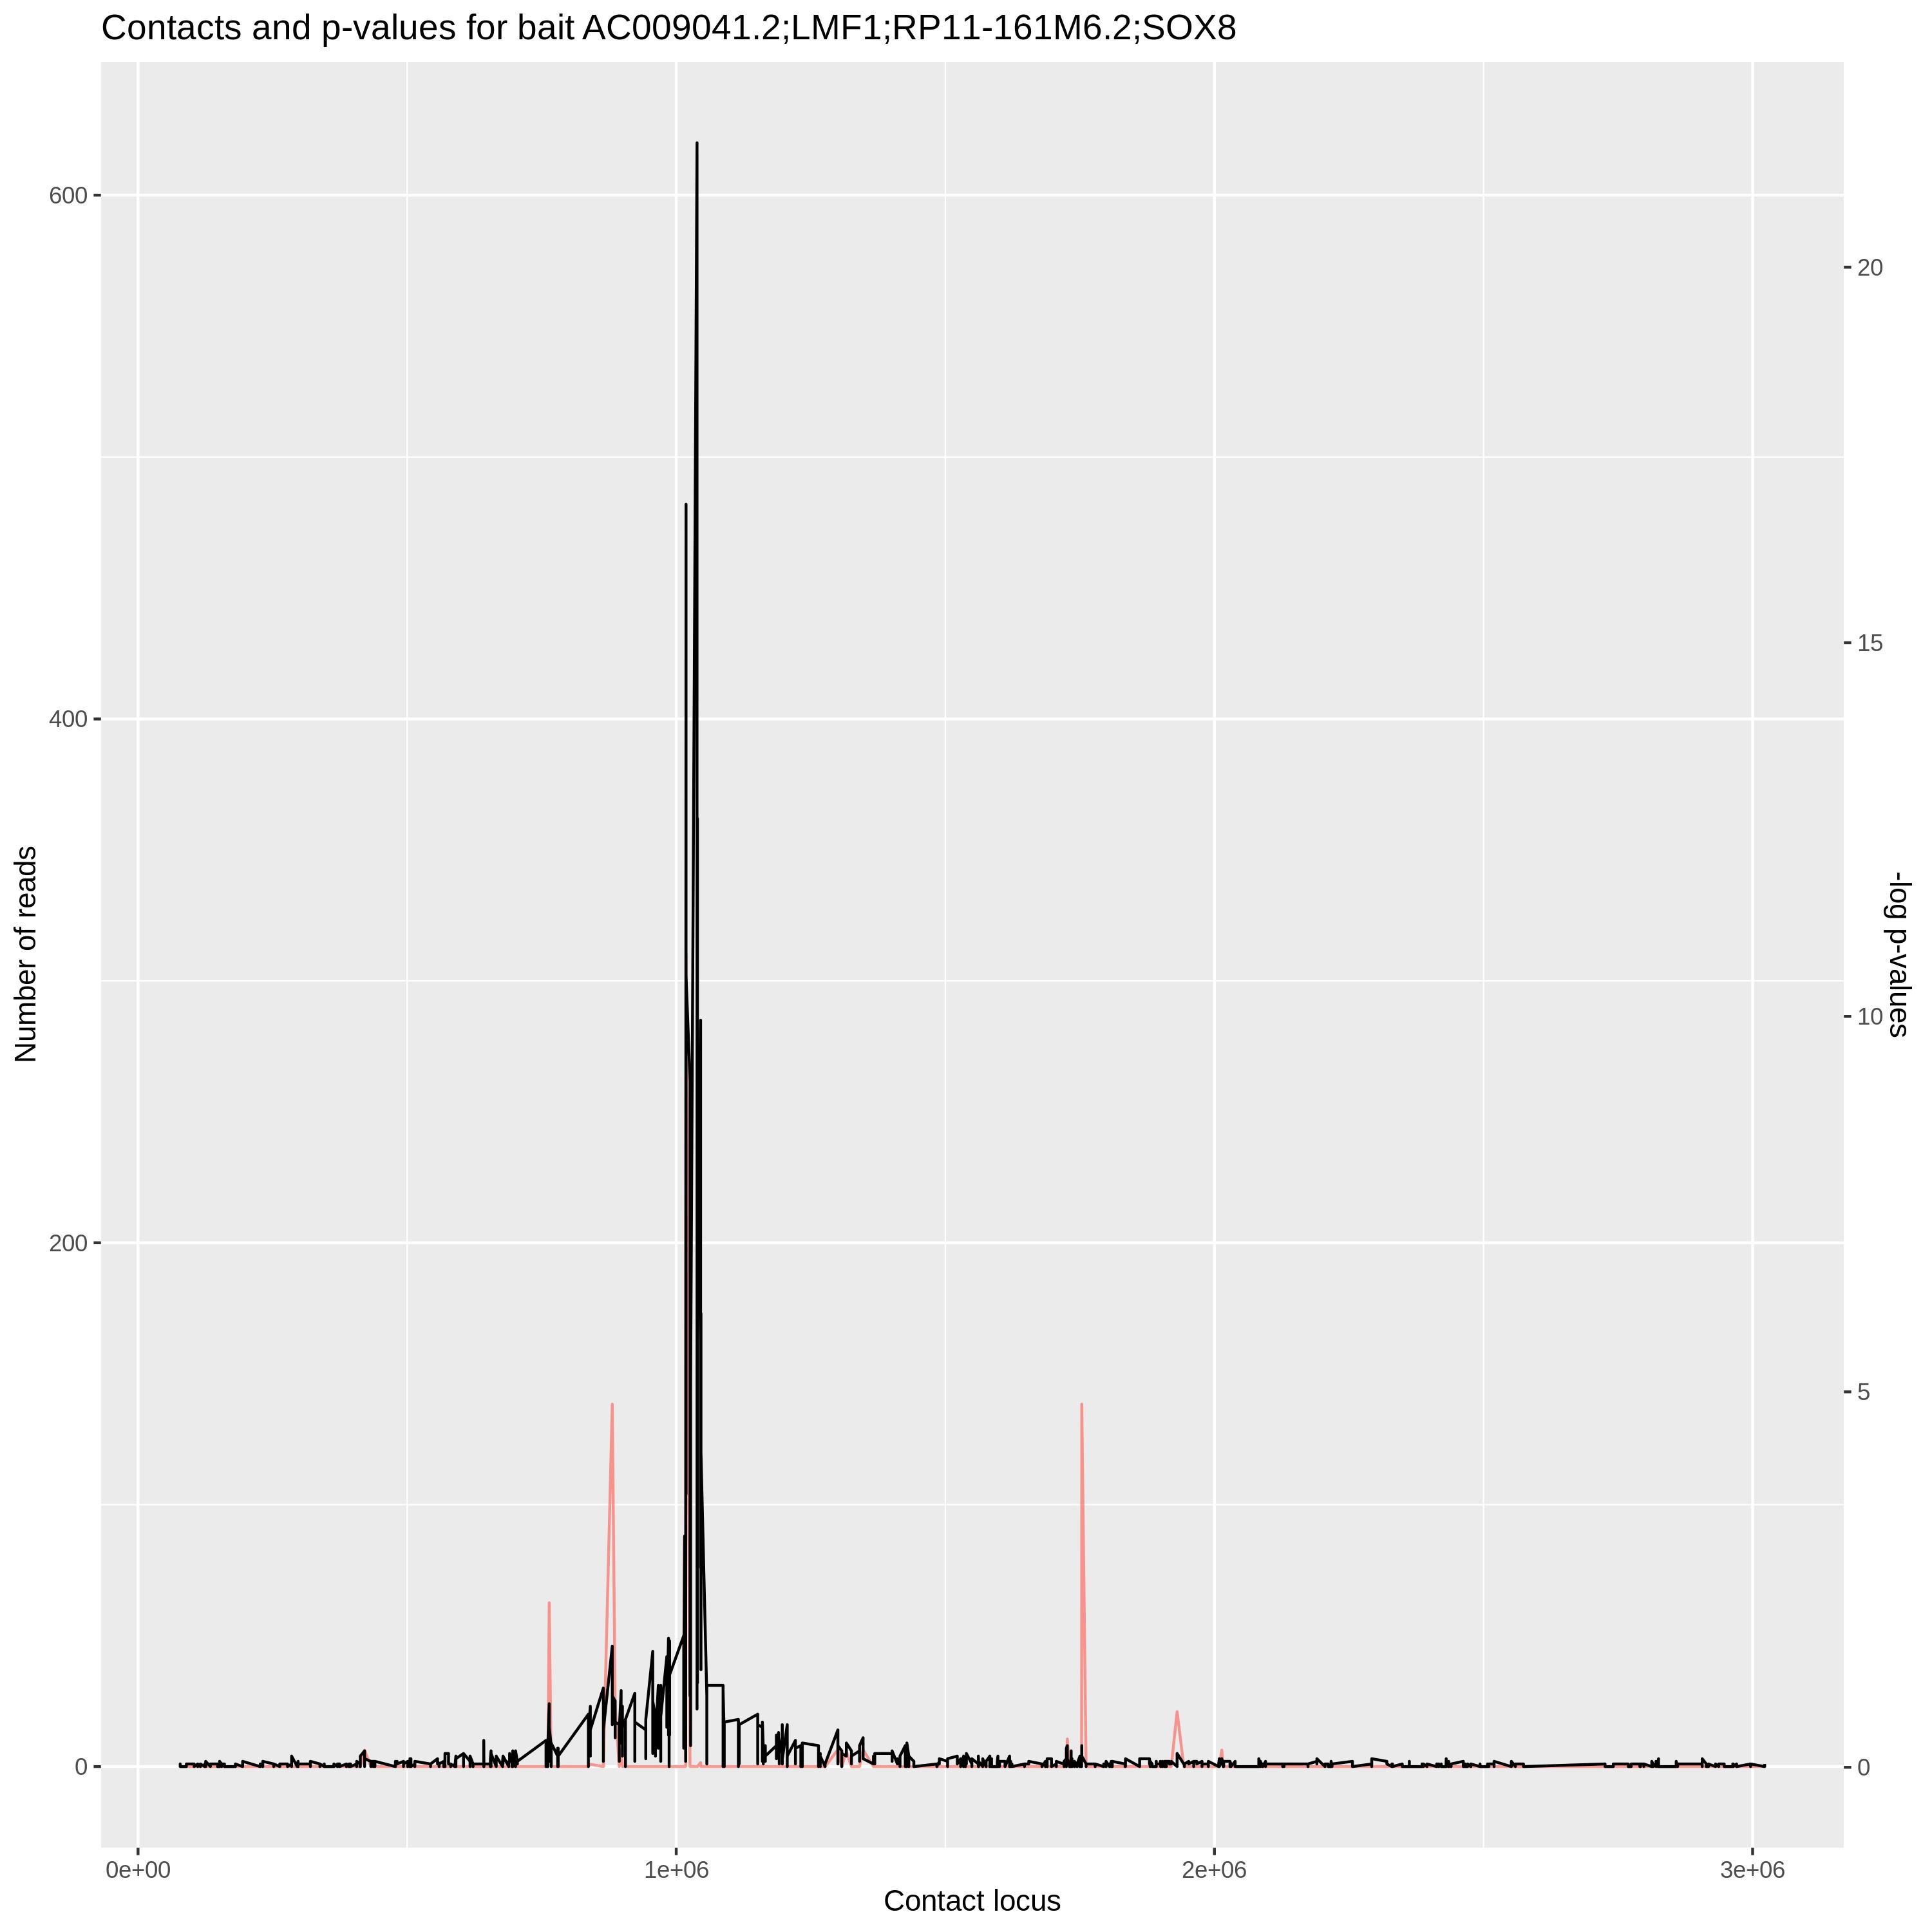 Contacts and p-values for bait AC009041.2;LMF1;RP11-161M6.2;SOX8
600
400
200
0
Number of reads
20
15
10
5
0
-log p-values
0e+00
1e+06
2e+06
3e+06
Contact locus